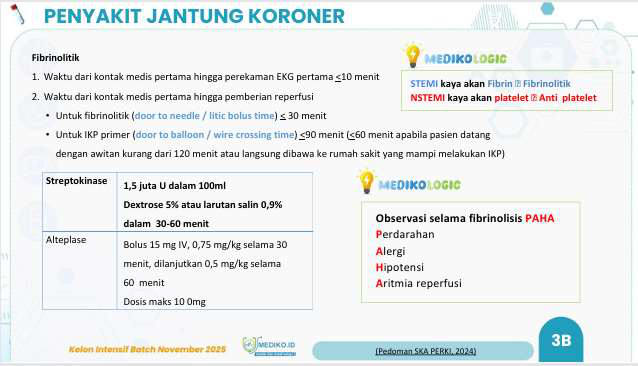 PENYAKIT JANTUNG KORONER
Fibrinolitik
1. Waktu dari kontak medis pertama hingga perekaman EKG pertama <10 menit
2. Waktu dari kontak medis pertama hingga pemberian reperfusi
• Untuk fibrinolitik (door to needle / litic bolus time) < 30 menit
• Untuk IKP primer (door to balloon / wire crossing time) <90 menit (<60 menit apabila pasien datang
dengan awitan kurang dari 120 menit atau langsung dibawa ke rumah sakit yang mampi melakukan IKP)
MEDIKOLOGIC
STEMI kaya akan Fibrin Fibrinolitik
NSTEMI kaya akan platelet Anti platelet
Streptokinase
1,5 juta U dalam 100ml
Dextrose 5% atau larutan salin 0,9%
dalam 30-60 menit
Alteplase
Bolus 15 mg IV, 0,75 mg/kg selama 30
menit, dilanjutkan 0,5 mg/kg selama
60 menit
Dosis maks 10 0mg
MEDIKOLOGIC
Observasi selama fibrinolisis PAHA
Perdarahan
Alergi
Hipotensi
Aritmia reperfusi
Kelon Intensif Batch November 2025
MEDIKO.ID
(Pedoman SKA PERKI, 2024)
3B